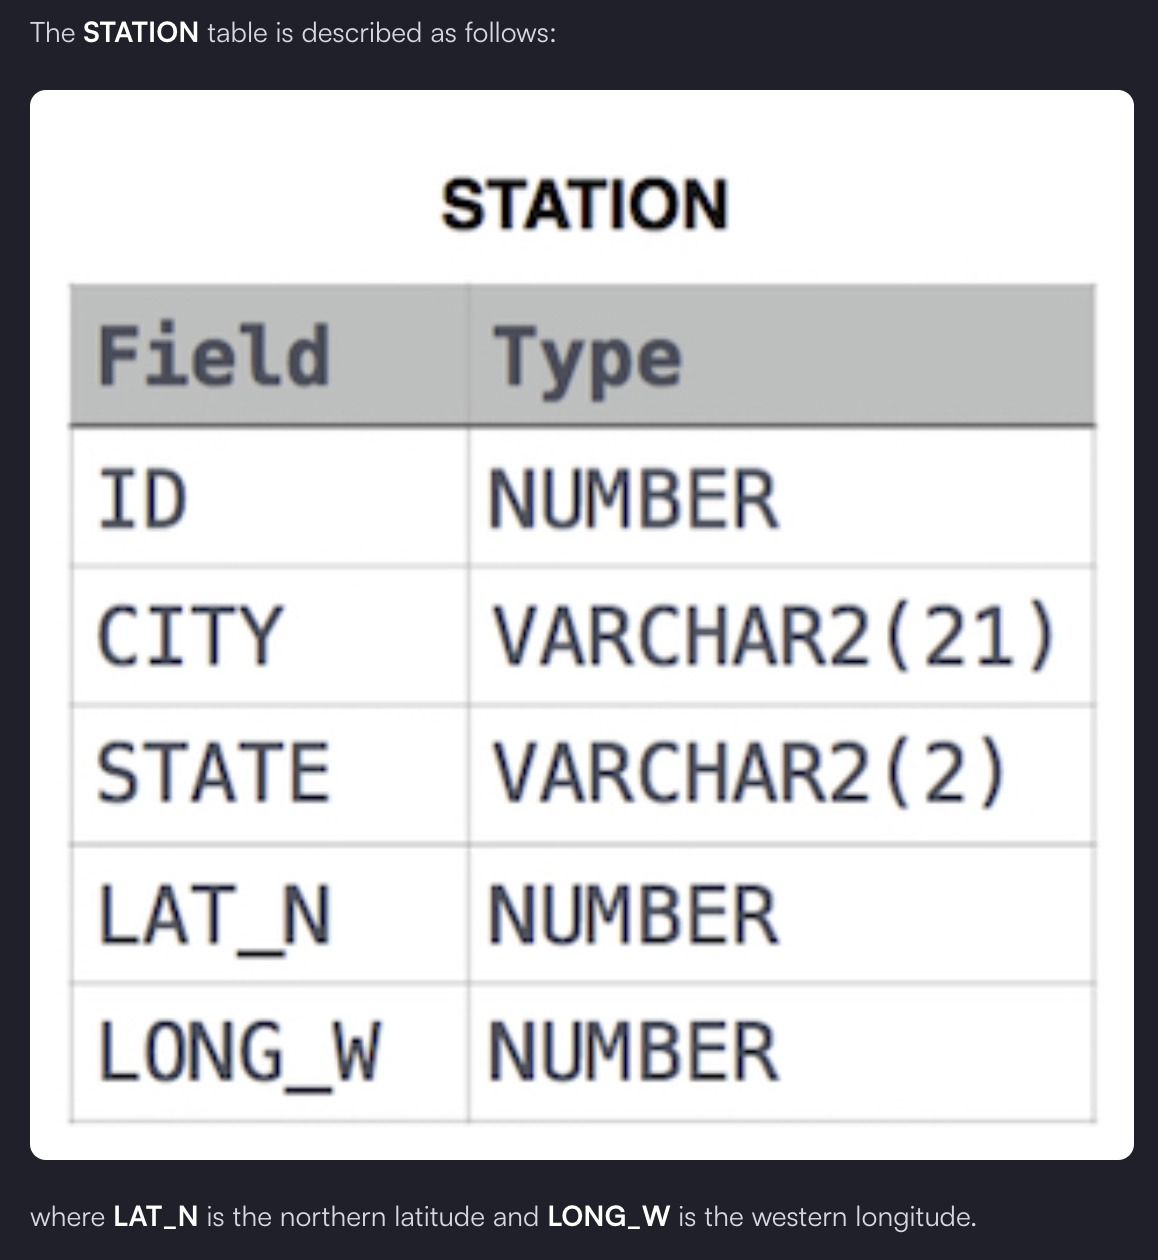 The STATION table is described as follows:
STATION
Field Type
ID NUMBER
CITY VARCHAR2(21)
STATE VARCHAR2(2)
LAT_N NUMBER
LONG_W NUMBER
where LAT_N is the northern latitude and LONG_W is the western longitude.